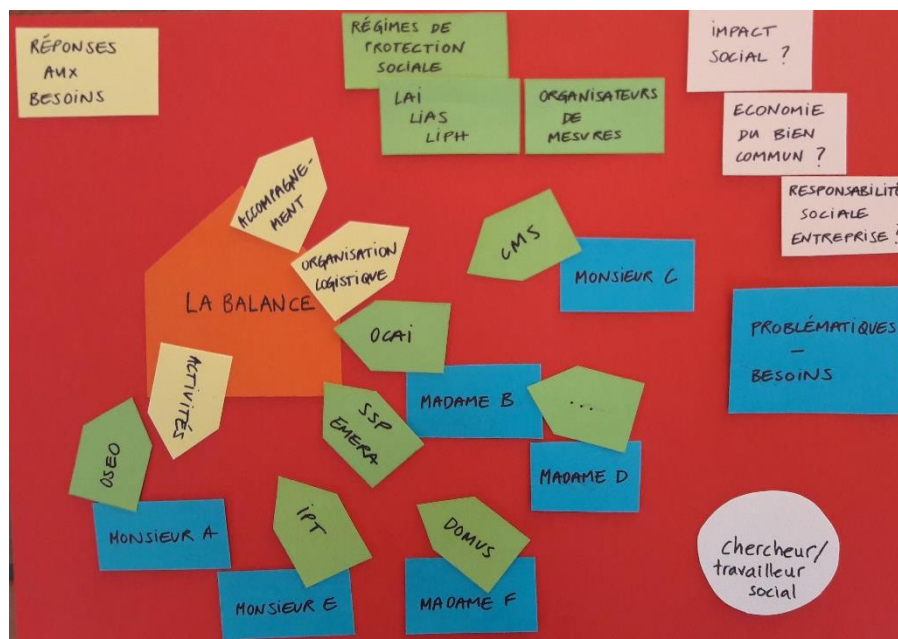 RÉPONSES
AUX
BESOINS
RÉGIMES DE
PROTECTION
SOCIALE
LAI
LIAS
LIPH
ORGANISATEURS
DE
MESURES
IMPACT
SOCIAL ?
ECONOMIE
DU BIEN
COMMUN ?
RESPONSABILITÉ
SOCIALE
ENTREPRISE ?
ACCOMPAGNE-
MENT
ORGANISATION
LOGISTIQUE
LA BALANCE
ACTIVITÉS
CMS
MONSIEUR C
OCAI
MADAME B
SSP
EMERA
...
MADAME D
PROBLÉMATIQUES
-
BESOINS
OSEO
MONSIEUR A
IPT
MONSIEUR E
DOMUS
MADAME F
chercheur/
travailleur
social